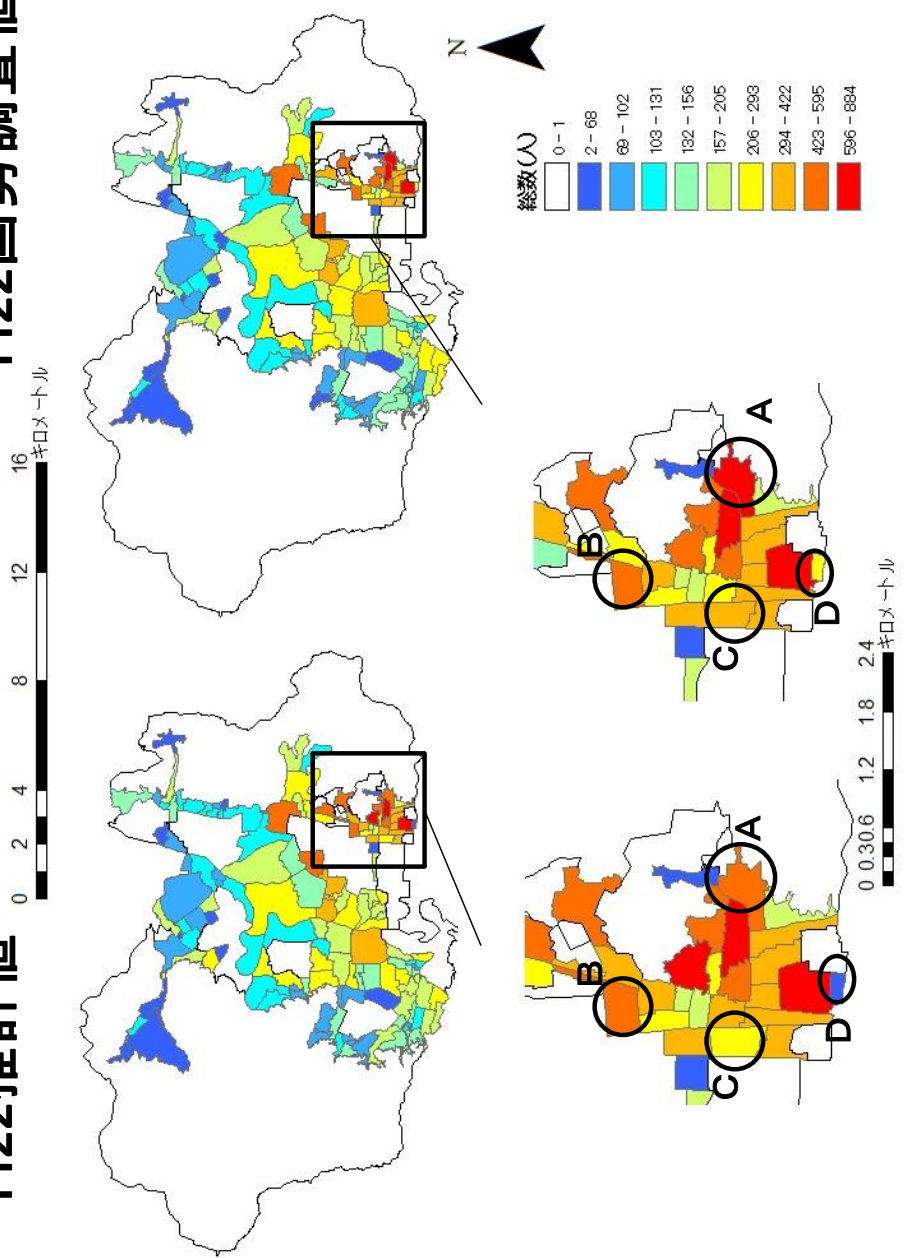 H22推計値
H22国勢調査値
0 2 4 8 12 16
キロメートル
N
総数(人)
0 - 1
2 - 68
69 - 102
103 - 131
132 - 156
157 - 205
206 - 293
294 - 422
423 - 595
596 - 884
B
A
C
D
B
A
C
D
0 0.30.6 1.2 1.8 2.4
キロメートル